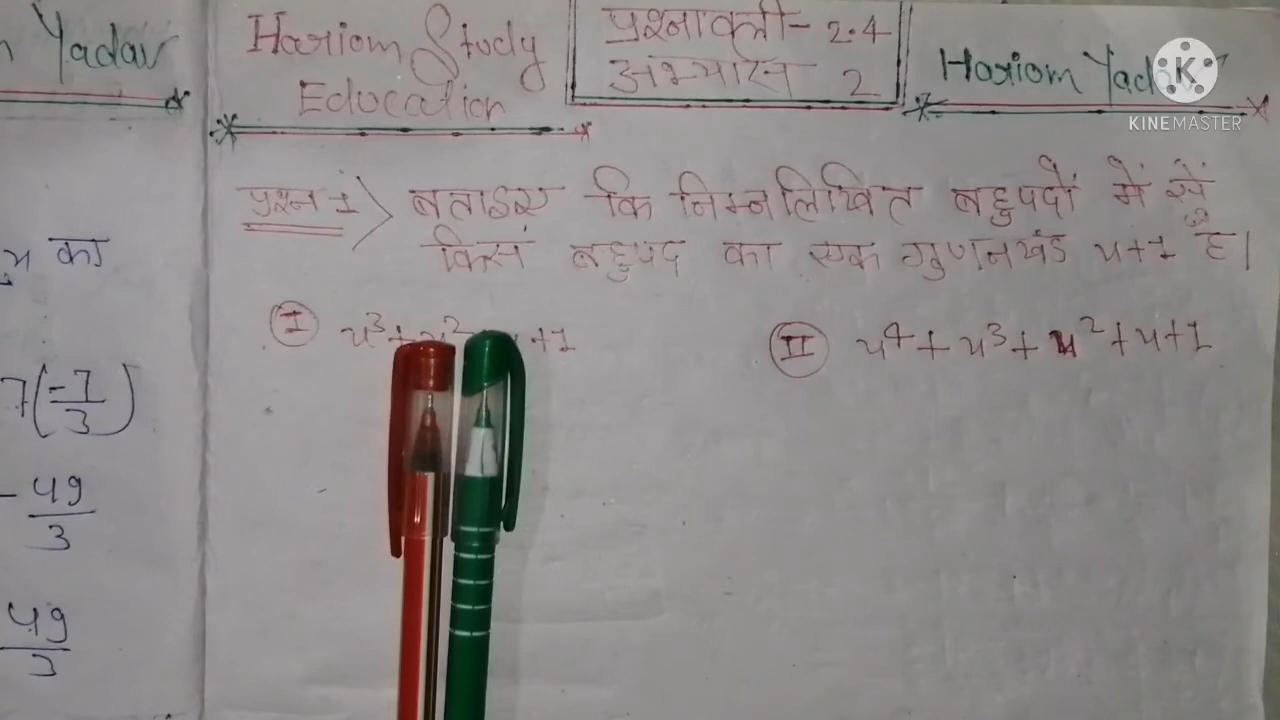 Yadav
Hariom Study
Education
प्रश्नावली - 2.4
अभ्यास 2
Hariom Yadav
KINEMASTER
प्रश्न 1> बताइए कि निम्नलिखित बहुपदों में से
किस बहुपद का एक गुणनखंड x+1 है।
I x³+x² +1
II x⁴+x³+x²+x+1
x का
7(-7/3)
- 49/3
49/3